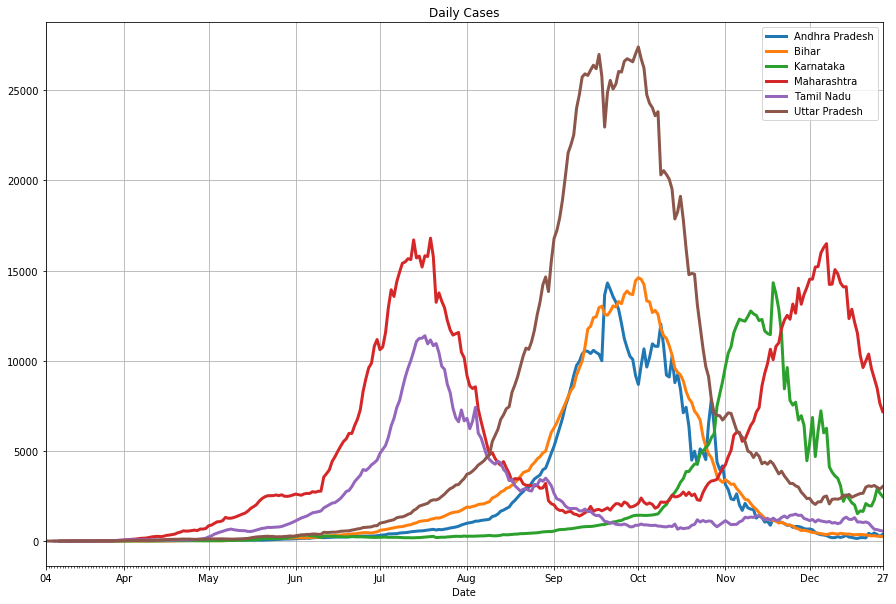 Daily Cases
Andhra Pradesh
Bihar
Karnataka
Maharashtra
Tamil Nadu
Uttar Pradesh
25000
20000
15000
10000
5000
0
04 Apr May Jun Jul Aug Sep Oct Nov Dec 27
Date